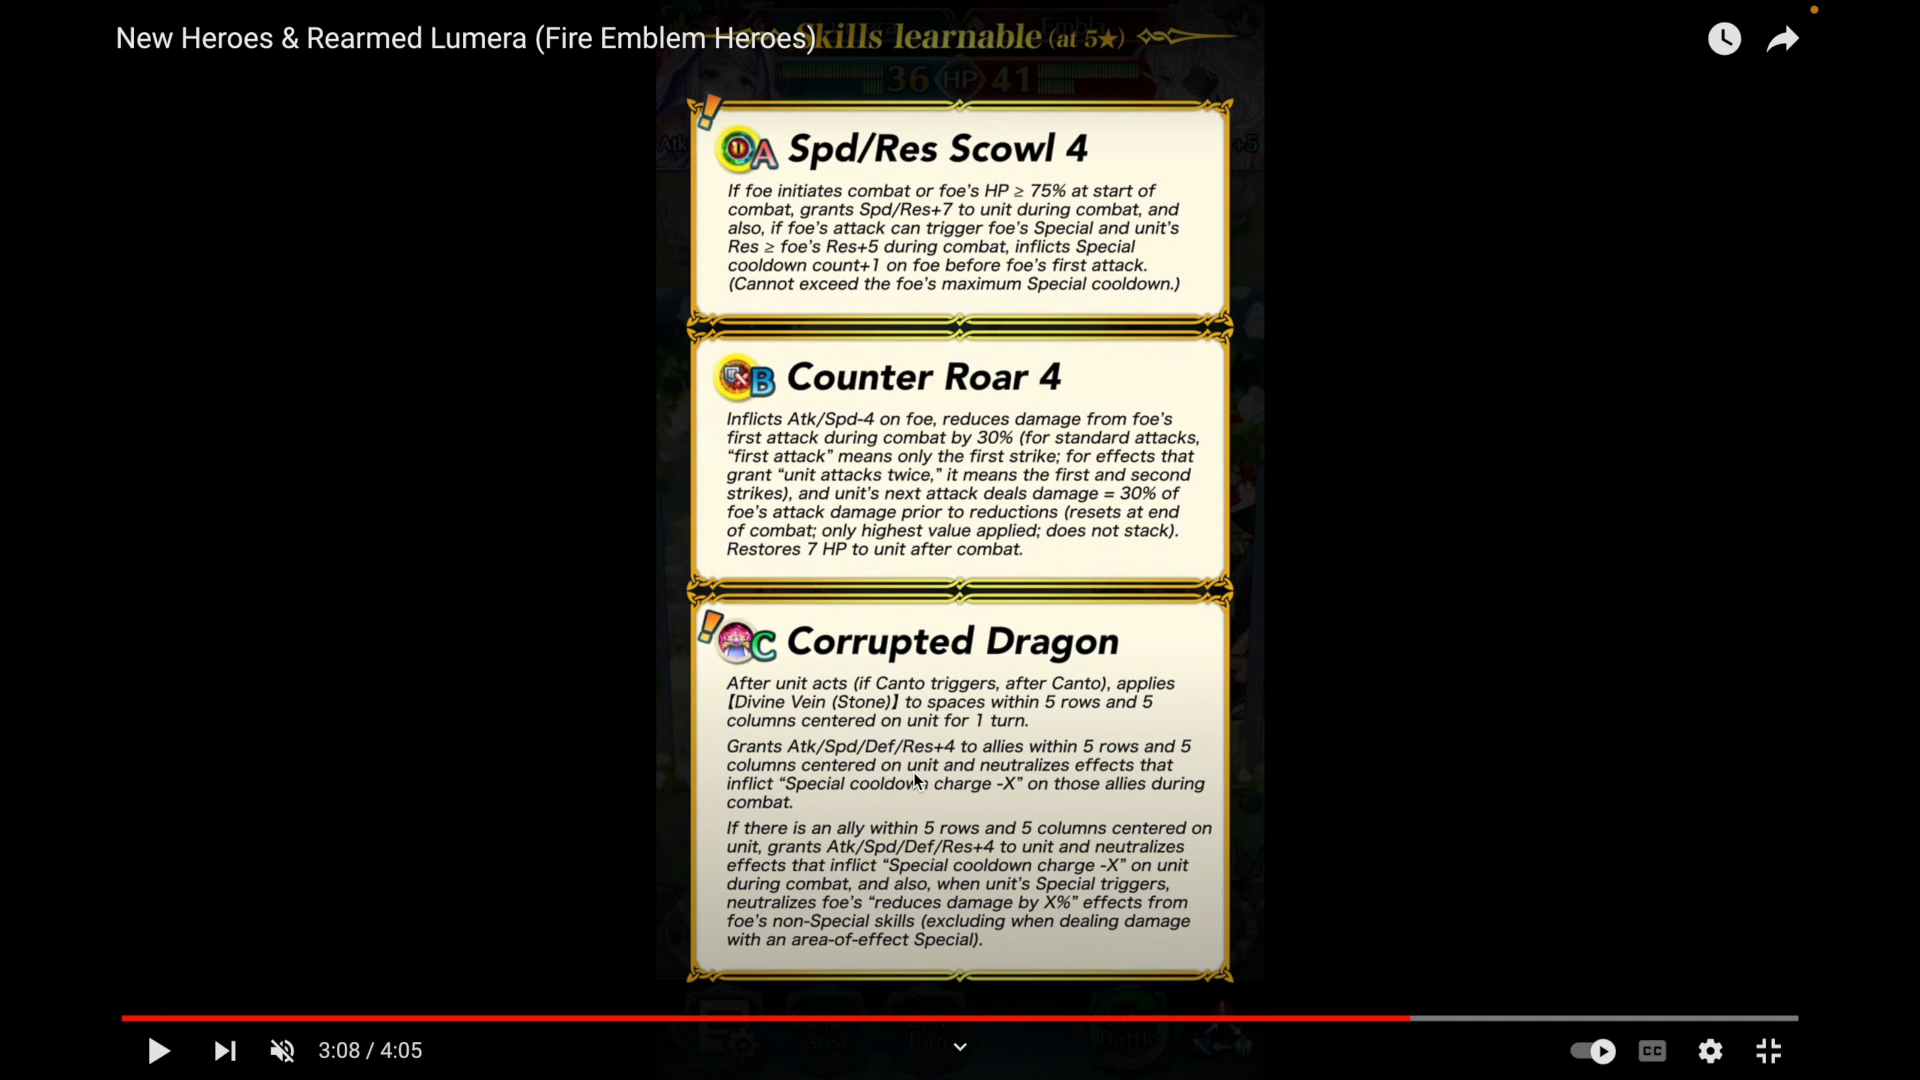 New Heroes & Rearmed Lumera (Fire Emblem Heroes)
Skills learnable (at 5★)
36 HP 41
Spd/Res Scowl 4
If foe initiates combat or foe's HP ≥ 75% at start of
combat, grants Spd/Res+7 to unit during combat, and
also, if foe's attack can trigger foe's Special and unit's
Res ≥ foe's Res+5 during combat, inflicts Special
cooldown count+1 on foe before foe's first attack.
(Cannot exceed the foe's maximum Special cooldown.)
B Counter Roar 4
Inflicts Atk/Spd-4 on foe, reduces damage from foe's
first attack during combat by 30% (for standard attacks,
“first attack” means only the first strike; for effects that
grant “unit attacks twice,” it means the first and second
strikes), and unit's next attack deals damage = 30% of
foe's attack damage prior to reductions (resets at end
of combat; only highest value applied; does not stack).
Restores 7 HP to unit after combat.
C Corrupted Dragon
After unit acts (if Canto triggers, after Canto), applies
【Divine Vein (Stone)】 to spaces within 5 rows and 5
columns centered on unit for 1 turn.
Grants Atk/Spd/Def/Res+4 to allies within 5 rows and 5
columns centered on unit and neutralizes effects that
inflict “Special cooldown charge -X” on those allies during
combat.
If there is an ally within 5 rows and 5 columns centered on
unit, grants Atk/Spd/Def/Res+4 to unit and neutralizes
effects that inflict “Special cooldown charge -X” on unit
during combat, and also, when unit's Special triggers,
neutralizes foe's “reduces damage by X%” effects from
foe's non-Special skills (excluding when dealing damage
with an area-of-effect Special).
3:08 / 4:05
CC